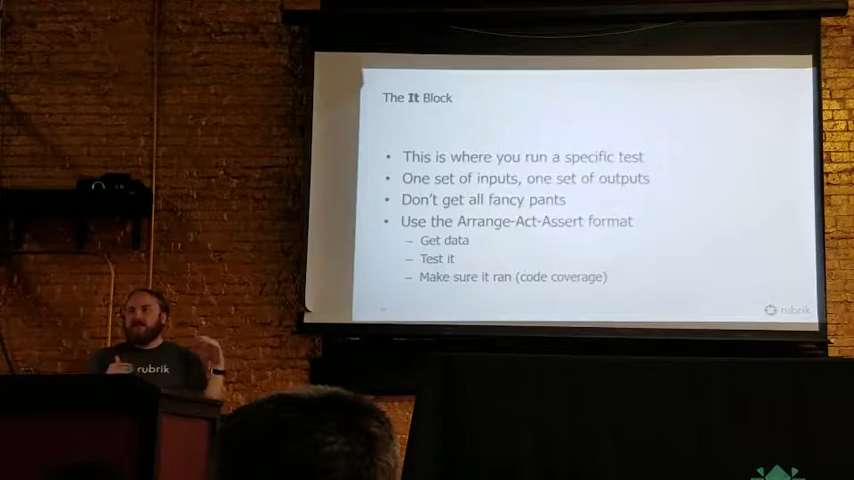 The It Block
• This is where you run a specific test
• One set of inputs, one set of outputs
• Don't get all fancy pants
• Use the Arrange-Act-Assert format
– Get data
– Test it
– Make sure it ran (code coverage)
rubrik
rubrik